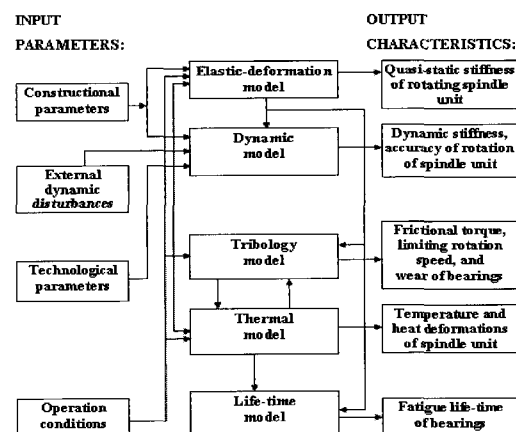 INPUT
PARAMETERS:
OUTPUT
CHARACTERISTICS:
Constructional
parameters
External
dynamic
disturbances
Technological
parameters
Operation
conditions
Elastic-deformation
model
Dynamic
model
Tribology
model
Thermal
model
Life-time
model
Quasi-static stiffness
of rotating spindle
unit
Dynamic stiffness,
accuracy of rotation
of spindle unit
Frictional torque,
limiting rotation
speed, and
wear of bearings
Temperature and
heat deformations
of spindle unit
Fatigue life-time
of bearings